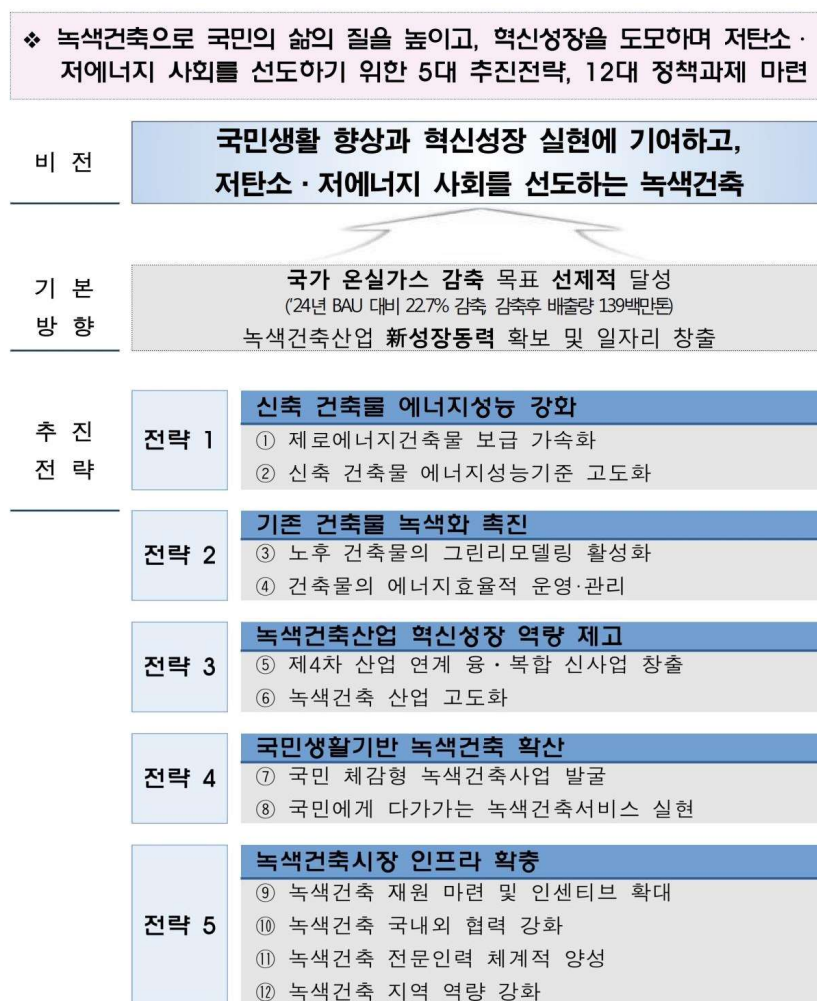 ❖ 녹색건축으로 국민의 삶의 질을 높이고, 혁신성장을 도모하며 저탄소·
저에너지 사회를 선도하기 위한 5대 추진전략, 12대 정책과제 마련
비 전
국민생활 향상과 혁신성장 실현에 기여하고,
저탄소·저에너지 사회를 선도하는 녹색건축
기 본
방 향
국가 온실가스 감축 목표 선제적 달성
('24년 BAU 대비 22.7% 감축, 감축후 배출량 139백만톤)
녹색건축산업 新성장동력 확보 및 일자리 창출
추 진
전 략
전략 1
신축 건축물 에너지성능 강화
① 제로에너지건축물 보급 가속화
② 신축 건축물 에너지성능기준 고도화
전략 2
기존 건축물 녹색화 촉진
③ 노후 건축물의 그린리모델링 활성화
④ 건축물의 에너지효율적 운영·관리
전략 3
녹색건축산업 혁신성장 역량 제고
⑤ 제4차 산업 연계 융·복합 신사업 창출
⑥ 녹색건축 산업 고도화
전략 4
국민생활기반 녹색건축 확산
⑦ 국민 체감형 녹색건축사업 발굴
⑧ 국민에게 다가가는 녹색건축서비스 실현
전략 5
녹색건축시장 인프라 확충
⑨ 녹색건축 재원 마련 및 인센티브 확대
⑩ 녹색건축 국내외 협력 강화
⑪ 녹색건축 전문인력 체계적 양성
⑫ 녹색건축 지역 역량 강화